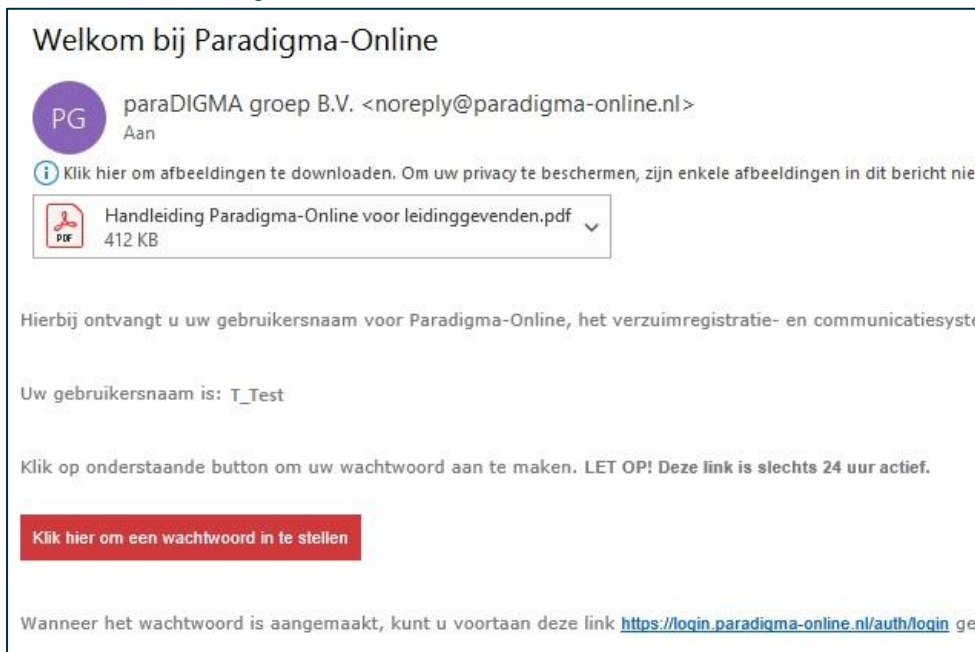 Welkom bij Paradigma-Online
PG
paraDIGMA groep B.V. <noreply@paradigma-online.nl>
Aan
Klik hier om afbeeldingen te downloaden. Om uw privacy te beschermen, zijn enkele afbeeldingen in dit bericht nie
Handleiding Paradigma-Online voor leidinggevenden.pdf
PDF
412 KB
Hierbij ontvangt u uw gebruikersnaam voor Paradigma-Online, het verzuimregistratie- en communicatiesyste
Uw gebruikersnaam is: T_Test
Klik op onderstaande button om uw wachtwoord aan te maken. LET OP! Deze link is slechts 24 uur actief.
Klik hier om een wachtwoord in te stellen
Wanneer het wachtwoord is aangemaakt, kunt u voortaan deze link https://login.paradigma-online.nl/auth/login ge